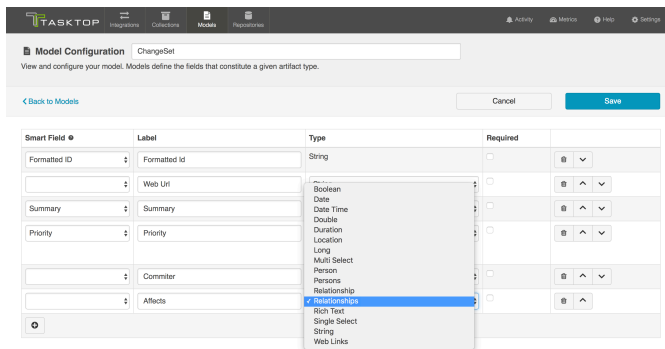 TASKTOP
Integrations
Collections
Models
Repositories
Activity
Metrics
Help
Settings
Model Configuration
ChangeSet
View and configure your model. Models define the fields that constitute a given artifact type.
Back to Models
Cancel
Save
Smart Field
Label
Type
Required
Formatted ID
Formatted Id
String
Web Url
Summary
Summary
Priority
Priority
Commiter
Affects
Boolean
Date
Date Time
Double
Duration
Location
Long
Multi Select
Person
Persons
Relationship
✓ Relationships
Rich Text
Single Select
String
Web Links